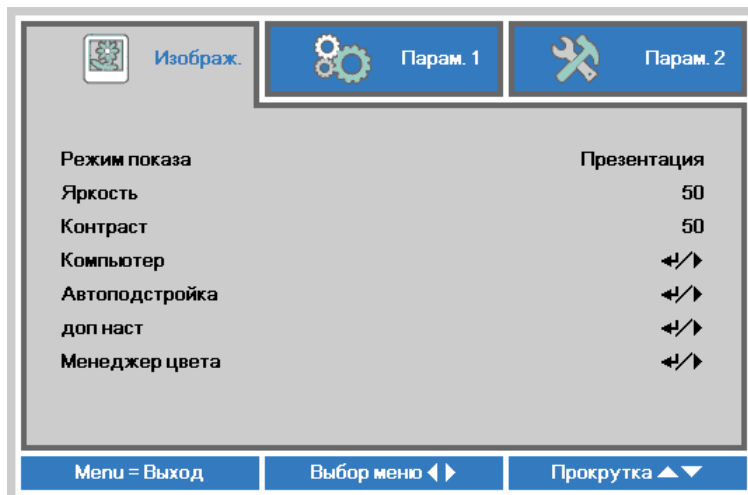 Изображ. Парам. 1 Парам. 2
Режим показа Презентация
Яркость 50
Контраст 50
Компьютер ↵/▶
Автоподстройка ↵/▶
доп наст ↵/▶
Менеджер цвета ↵/▶
Menu = Выход Выбор меню ◀ ▶ Прокрутка ▲▼